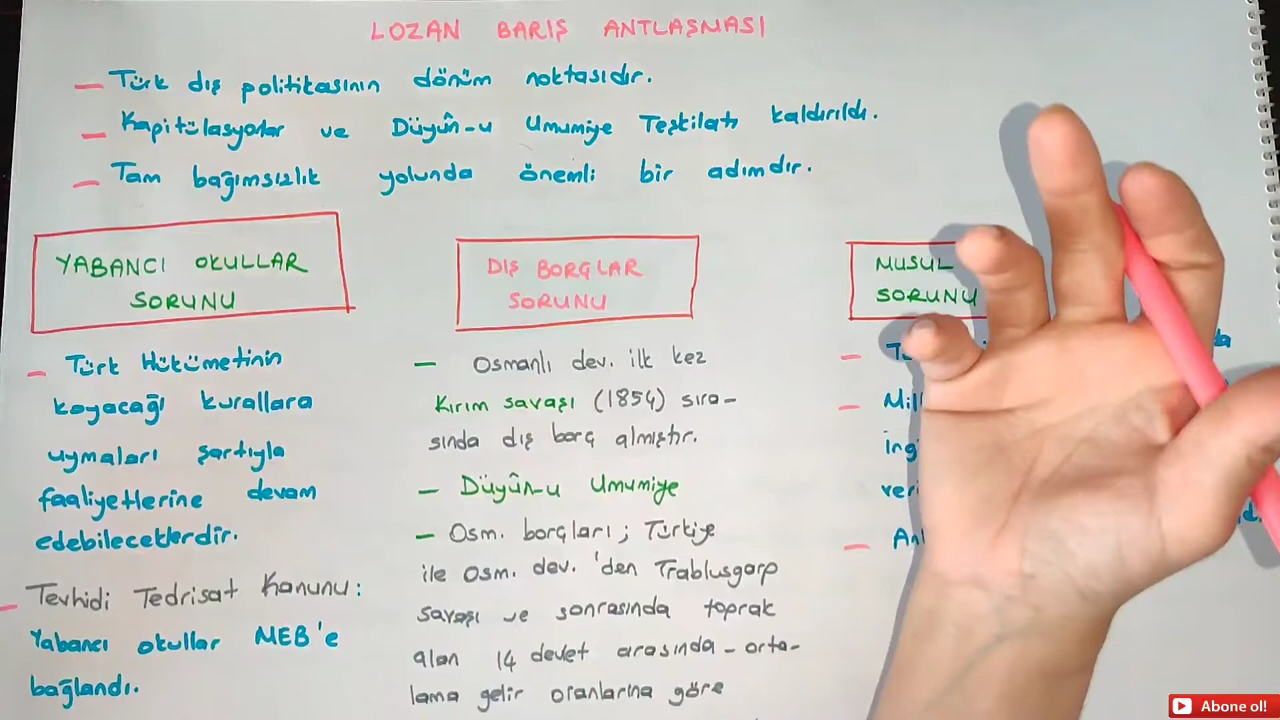 LOZAN BARIŞ ANTLAŞMASI
– Türk dış politikasının dönüm noktasıdır.
– Kapitülasyonlar ve Düyûn-u Umumiye Teşkilatı kaldırıldı.
– Tam bağımsızlık yolunda önemli bir adımdır.
YABANCI OKULLAR
SORUNU
– Türk Hükümetinin
koyacağı kurallara
uymaları şartıyla
faaliyetlerine devam
edebileceklerdir.
– Tevhidi Tedrisat Kanunu:
Yabancı okullar MEB'e
bağlandı.
DIŞ BORÇLAR
SORUNU
– Osmanlı dev. ilk kez
Kırım savaşı (1854) sıra-
sında dış borç almıştır.
– Düyûn-u Umumiye
– Osm. borçları; Türkiye
ile Osm. dev.'den Trablusgarp
savaşı ve sonrasında toprak
alan 14 devlet arasında - orta-
lama gelir oranlarına göre
MUSUL
SORUNU
Abone ol!